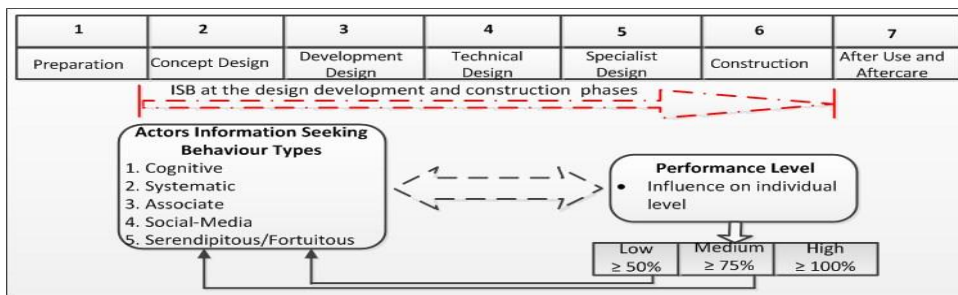 1 2 3 4 5 6 7
Preparation Concept Design Development Design Technical Design Specialist Design Construction After Use and Aftercare
ISB at the design development and construction phases
Actors Information Seeking
Behaviour Types
1. Cognitive
2. Systematic
3. Associate
4. Social-Media
5. Serendipitous/Fortuitous
Performance Level
• Influence on individual
level
Low Medium High
≥ 50% ≥ 75% ≥ 100%